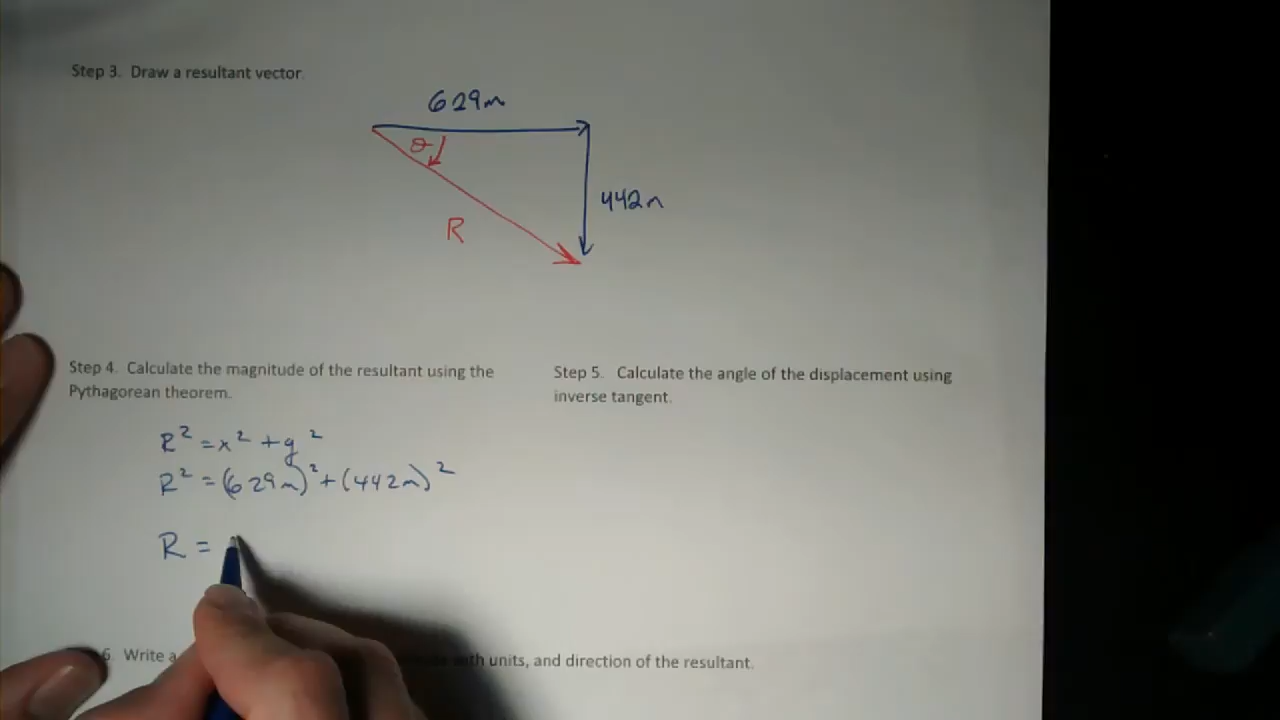 Step 3. Draw a resultant vector.
629m
θ
442m
R
Step 4. Calculate the magnitude of the resultant using the
Pythagorean theorem.
R² = x² + y²
R² = (629m)² + (442m)²
R =
Step 5. Calculate the angle of the displacement using
inverse tangent.
6. Write a
with units, and direction of the resultant.